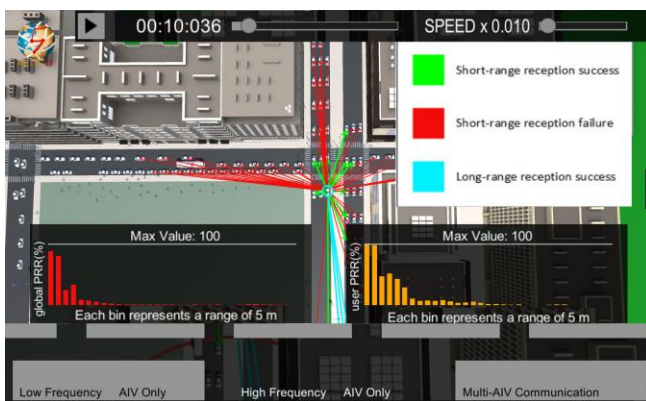 00:10:036
SPEED x 0.010
Short-range reception success
Short-range reception failure
Long-range reception success
Max Value: 100
global PRR(%)
Each bin represents a range of 5 m
Max Value: 100
user PRR(%)
Each bin represents a range of 5 m
Low Frequency AIV Only
High Frequency AIV Only
Multi-AIV Communication